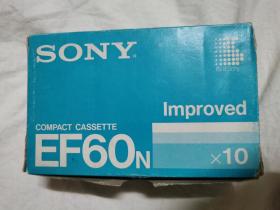 SONY
Improved
COMPACT CASSETTE
EF60N
×10